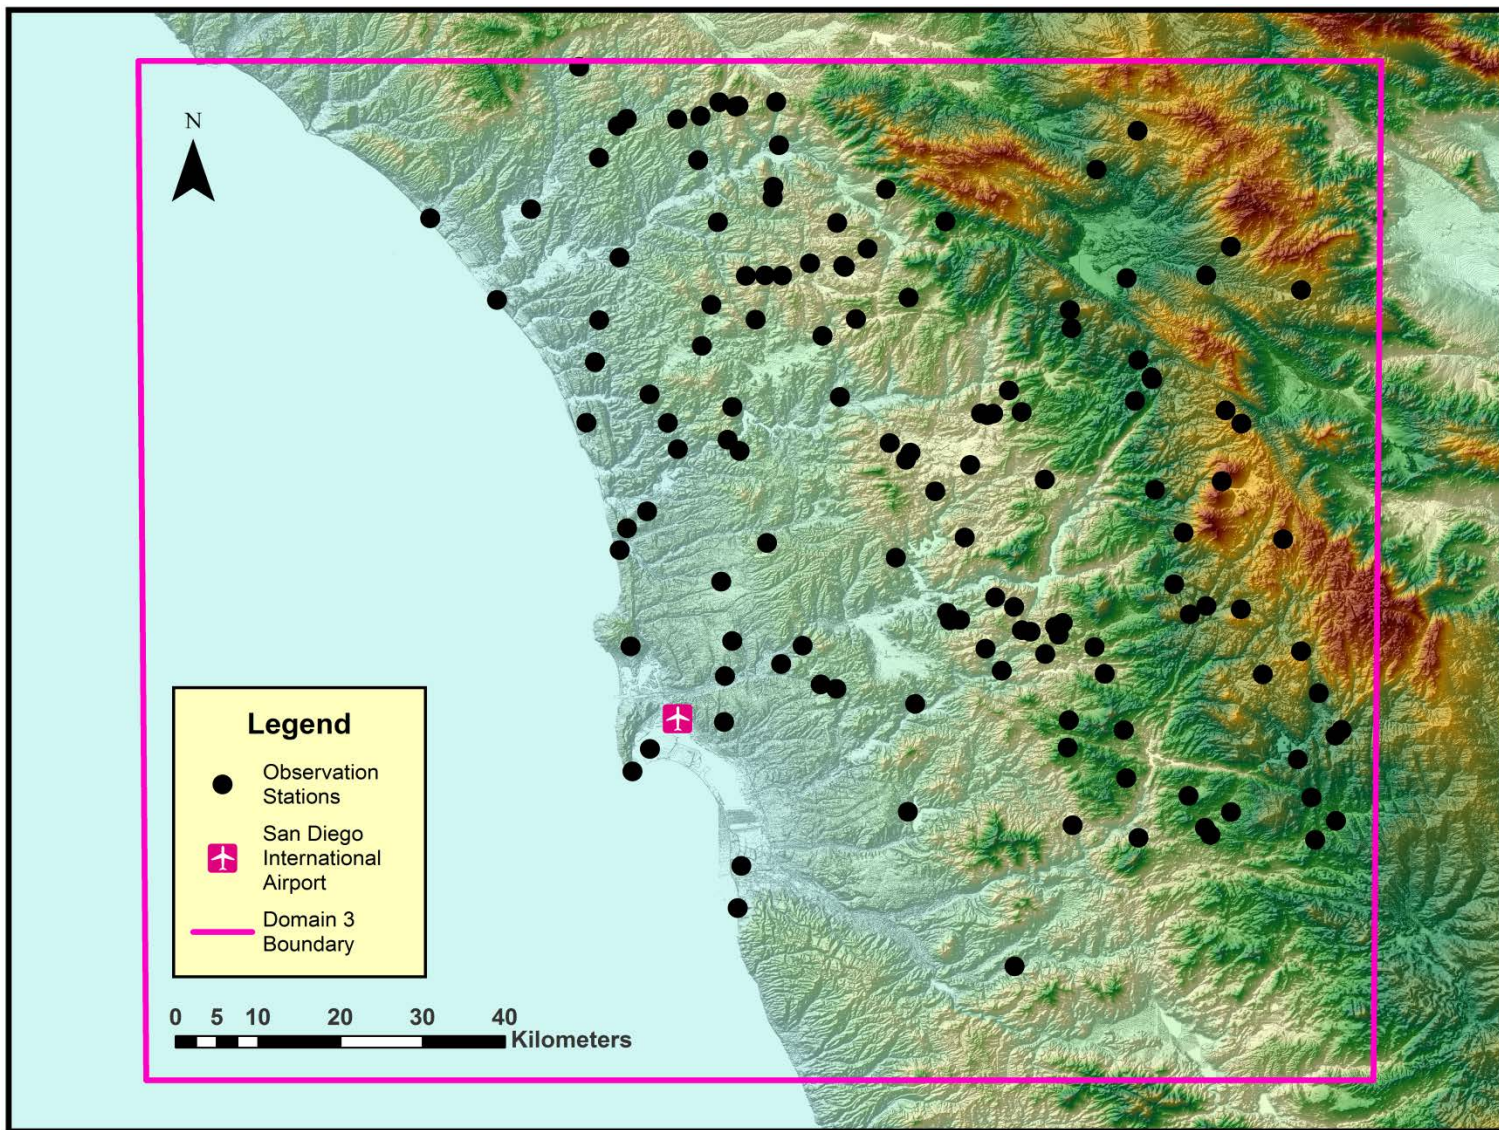 N
Legend
Observation
Stations
San Diego
International
Airport
Domain 3
Boundary
0 5 10 20 30 40
Kilometers